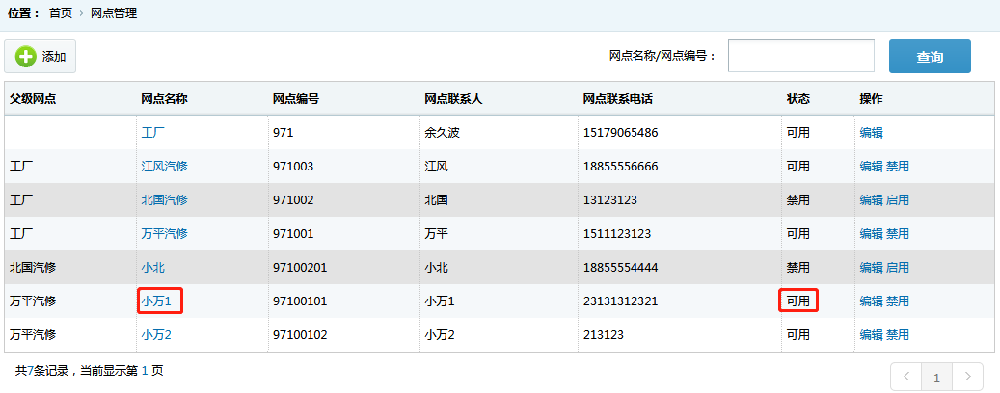 位置： 首页 > 网点管理
添加 网点名称/网点编号： 查询
父级网点 网点名称 网点编号 网点联系人 网点联系电话 状态 操作
工厂 971 余久波 15179065486 可用 编辑
工厂 江风汽修 971003 江风 18855556666 可用 编辑 禁用
工厂 北国汽修 971002 北国 13123123 禁用 编辑 启用
工厂 万平汽修 971001 万平 1511123123 可用 编辑 禁用
北国汽修 小北 97100201 小北 18855554444 禁用 编辑 启用
万平汽修 小万1 97100101 小万1 23131312321 可用 编辑 禁用
万平汽修 小万2 97100102 小万2 213123 可用 编辑 禁用
共7条记录，当前显示第 1 页 < 1 >